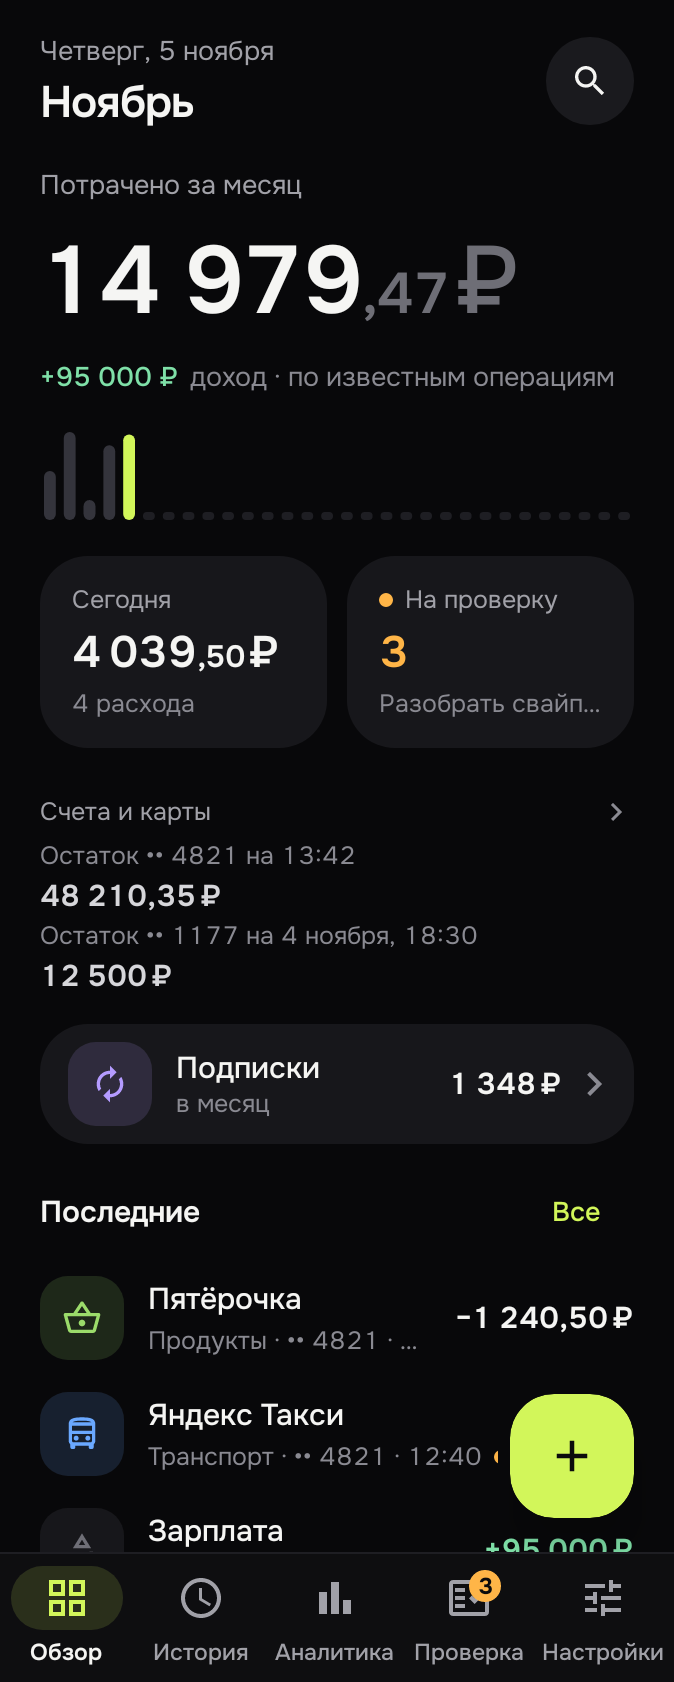 Четверг, 5 ноября
Ноябрь
Потрачено за месяц
14 979,47 ₽
+95 000 ₽ доход · по известным операциям
Сегодня
4 039,50 ₽
4 расхода
На проверку
3
Разобрать свайп...
Счета и карты
Остаток •• 4821 на 13:42
48 210,35 ₽
Остаток •• 1177 на 4 ноября, 18:30
12 500 ₽
Подписки
в месяц
1 348 ₽
Последние
Все
Пятёрочка
Продукты · •• 4821 · ...
−1 240,50 ₽
Яндекс Такси
Транспорт · •• 4821 · 12:40
Зарплата
+95 000 ₽
3
Обзор
История
Аналитика
Проверка
Настройки